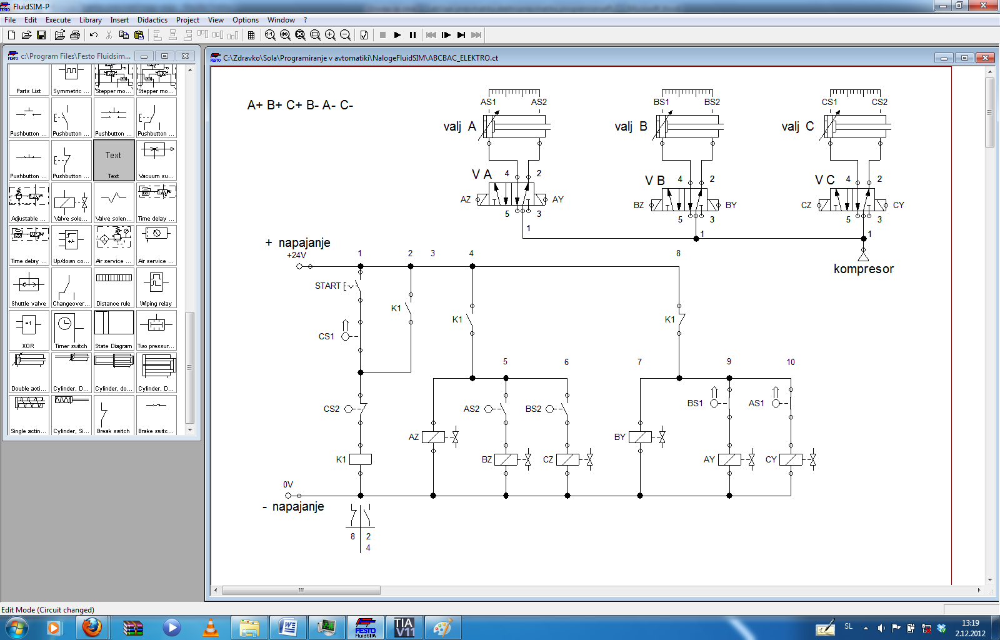 FluidSIM-P
File Edit Execute Library Insert Didactics Project View Options Window ?
c:\Program Files\Festo Fluidsim...
Parts List Symmetric ... 'Stepper mo... 'Stepper mo...
Pushbutton ... Pushbutton ... Pushbutton ... Pushbutton ...
Text
Pushbutton ... Pushbutton ... Text Vacuum su...
Adjustable ... Valve sole... Valve solen... Time delay ...
Time delay ... Up/down co... Air service ... Air service ...
Shuttle valve Changeover... Distance rule Wiping relay
XOR Timer switch State Diagram Two pressur...
Double acti... Cylinder, D... Cylinder, do... Cylinder, D...
Single actin... Cylinder, Si... Break switch Brake switc...
C:\Zdravko\Sola\Programiranje v avtomatiki\NalogeFluidSIM\ABCBAC_ELEKTRO.ct
A+ B+ C+ B- A- C-
AS1 AS2 BS1 BS2 CS1 CS2
valj A valj B valj C
V A 4 2 V B 4 2 V C 4 2
AZ AY BZ BY CZ CY
5 3 5 3 5 3
1 1 1
kompresor
+ napajanje
+24V 1 2 3 4 8
START
K1 K1 K1
CS1
5 6 7 9 10
CS2 AS2 BS2 BS1 AS1
AZ BY
K1 BZ CZ AY CY
0V
- napajanje
8 2
4
Edit Mode (Circuit changed)
FESTO
FluidSIM
TIA
V11
SL
13:19
2.12.2012